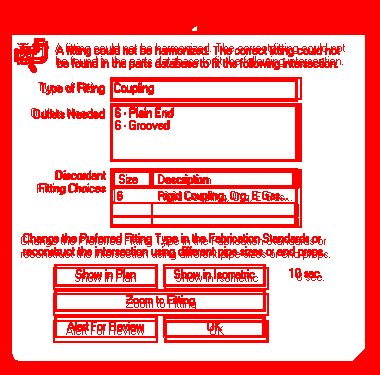 A fitting could not be harmonized. The correct fitting could not
be found in the parts database to fit the following intersection.
Type of Fitting Coupling
Outlets Needed 6 - Plain End
6 - Grooved
Discordant Size Description
Fitting Choices 6 Rigid Coupling, Org, E Gas...
Change the Preferred Fitting Type in the Fabrication Standards or
reconstruct the intersection using different pipe sizes or end preps.
Show in Plan Show in Isometric 10 sec.
Zoom to Fitting
Alert For Review UK